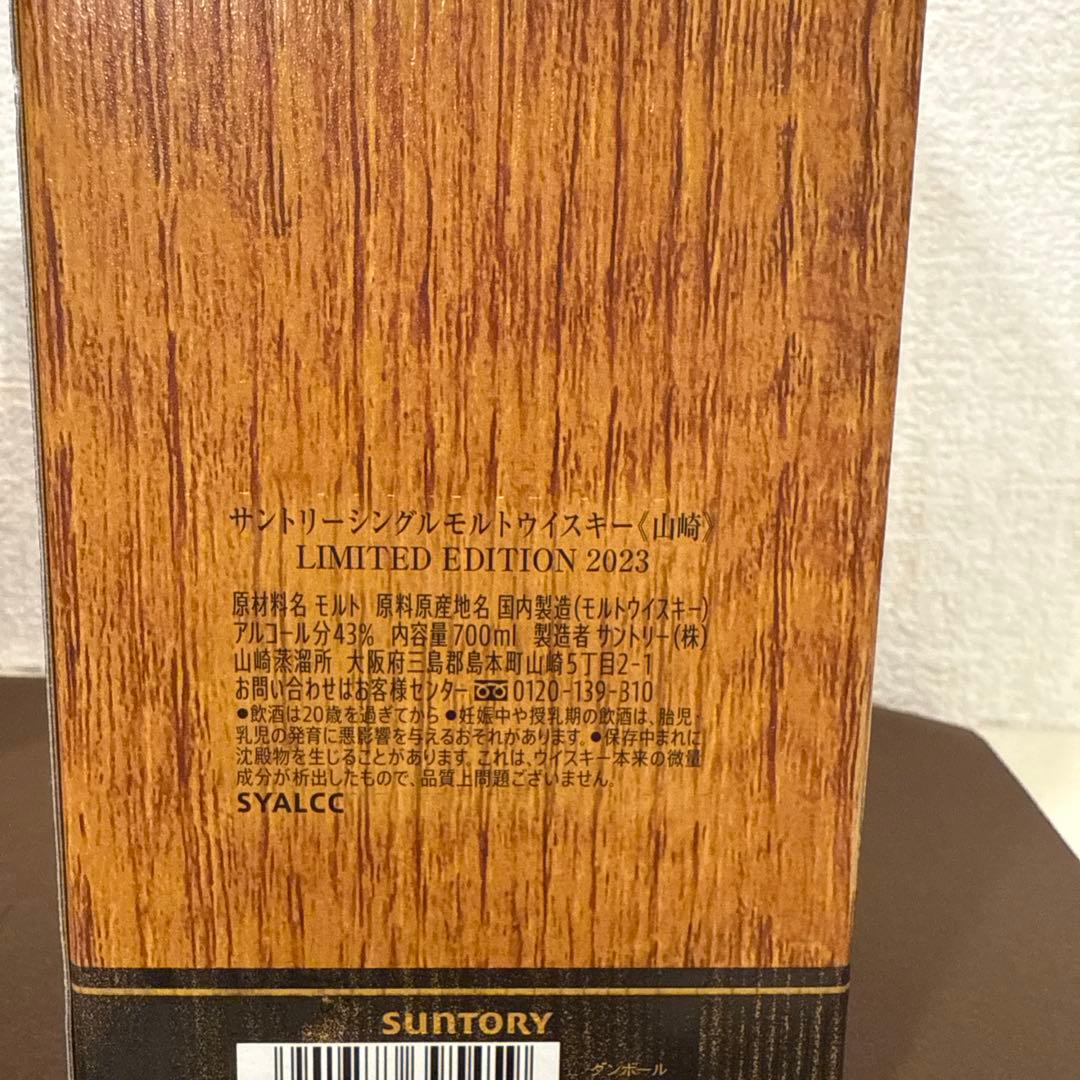 サントリーシングルモルトウイスキー《山崎》
LIMITED EDITION 2023
原材料名 モルト 原料原産地名 国内製造(モルトウイスキー)
アルコール分43% 内容量700ml 製造者 サントリー(株)
山崎蒸溜所 大阪府三島郡島本町山崎5丁目2-1
お問い合わせはお客様センター 0120-139-310
●飲酒は20歳を過ぎてから ●妊娠中や授乳期の飲酒は、胎児・
乳児の発育に悪影響を与えるおそれがあります。●保存中まれに
沈殿物を生じることがあります。これは、ウイスキー本来の微量
成分が析出したもので、品質上問題ございません。
SYALCC
SUNTORY
ダンボール